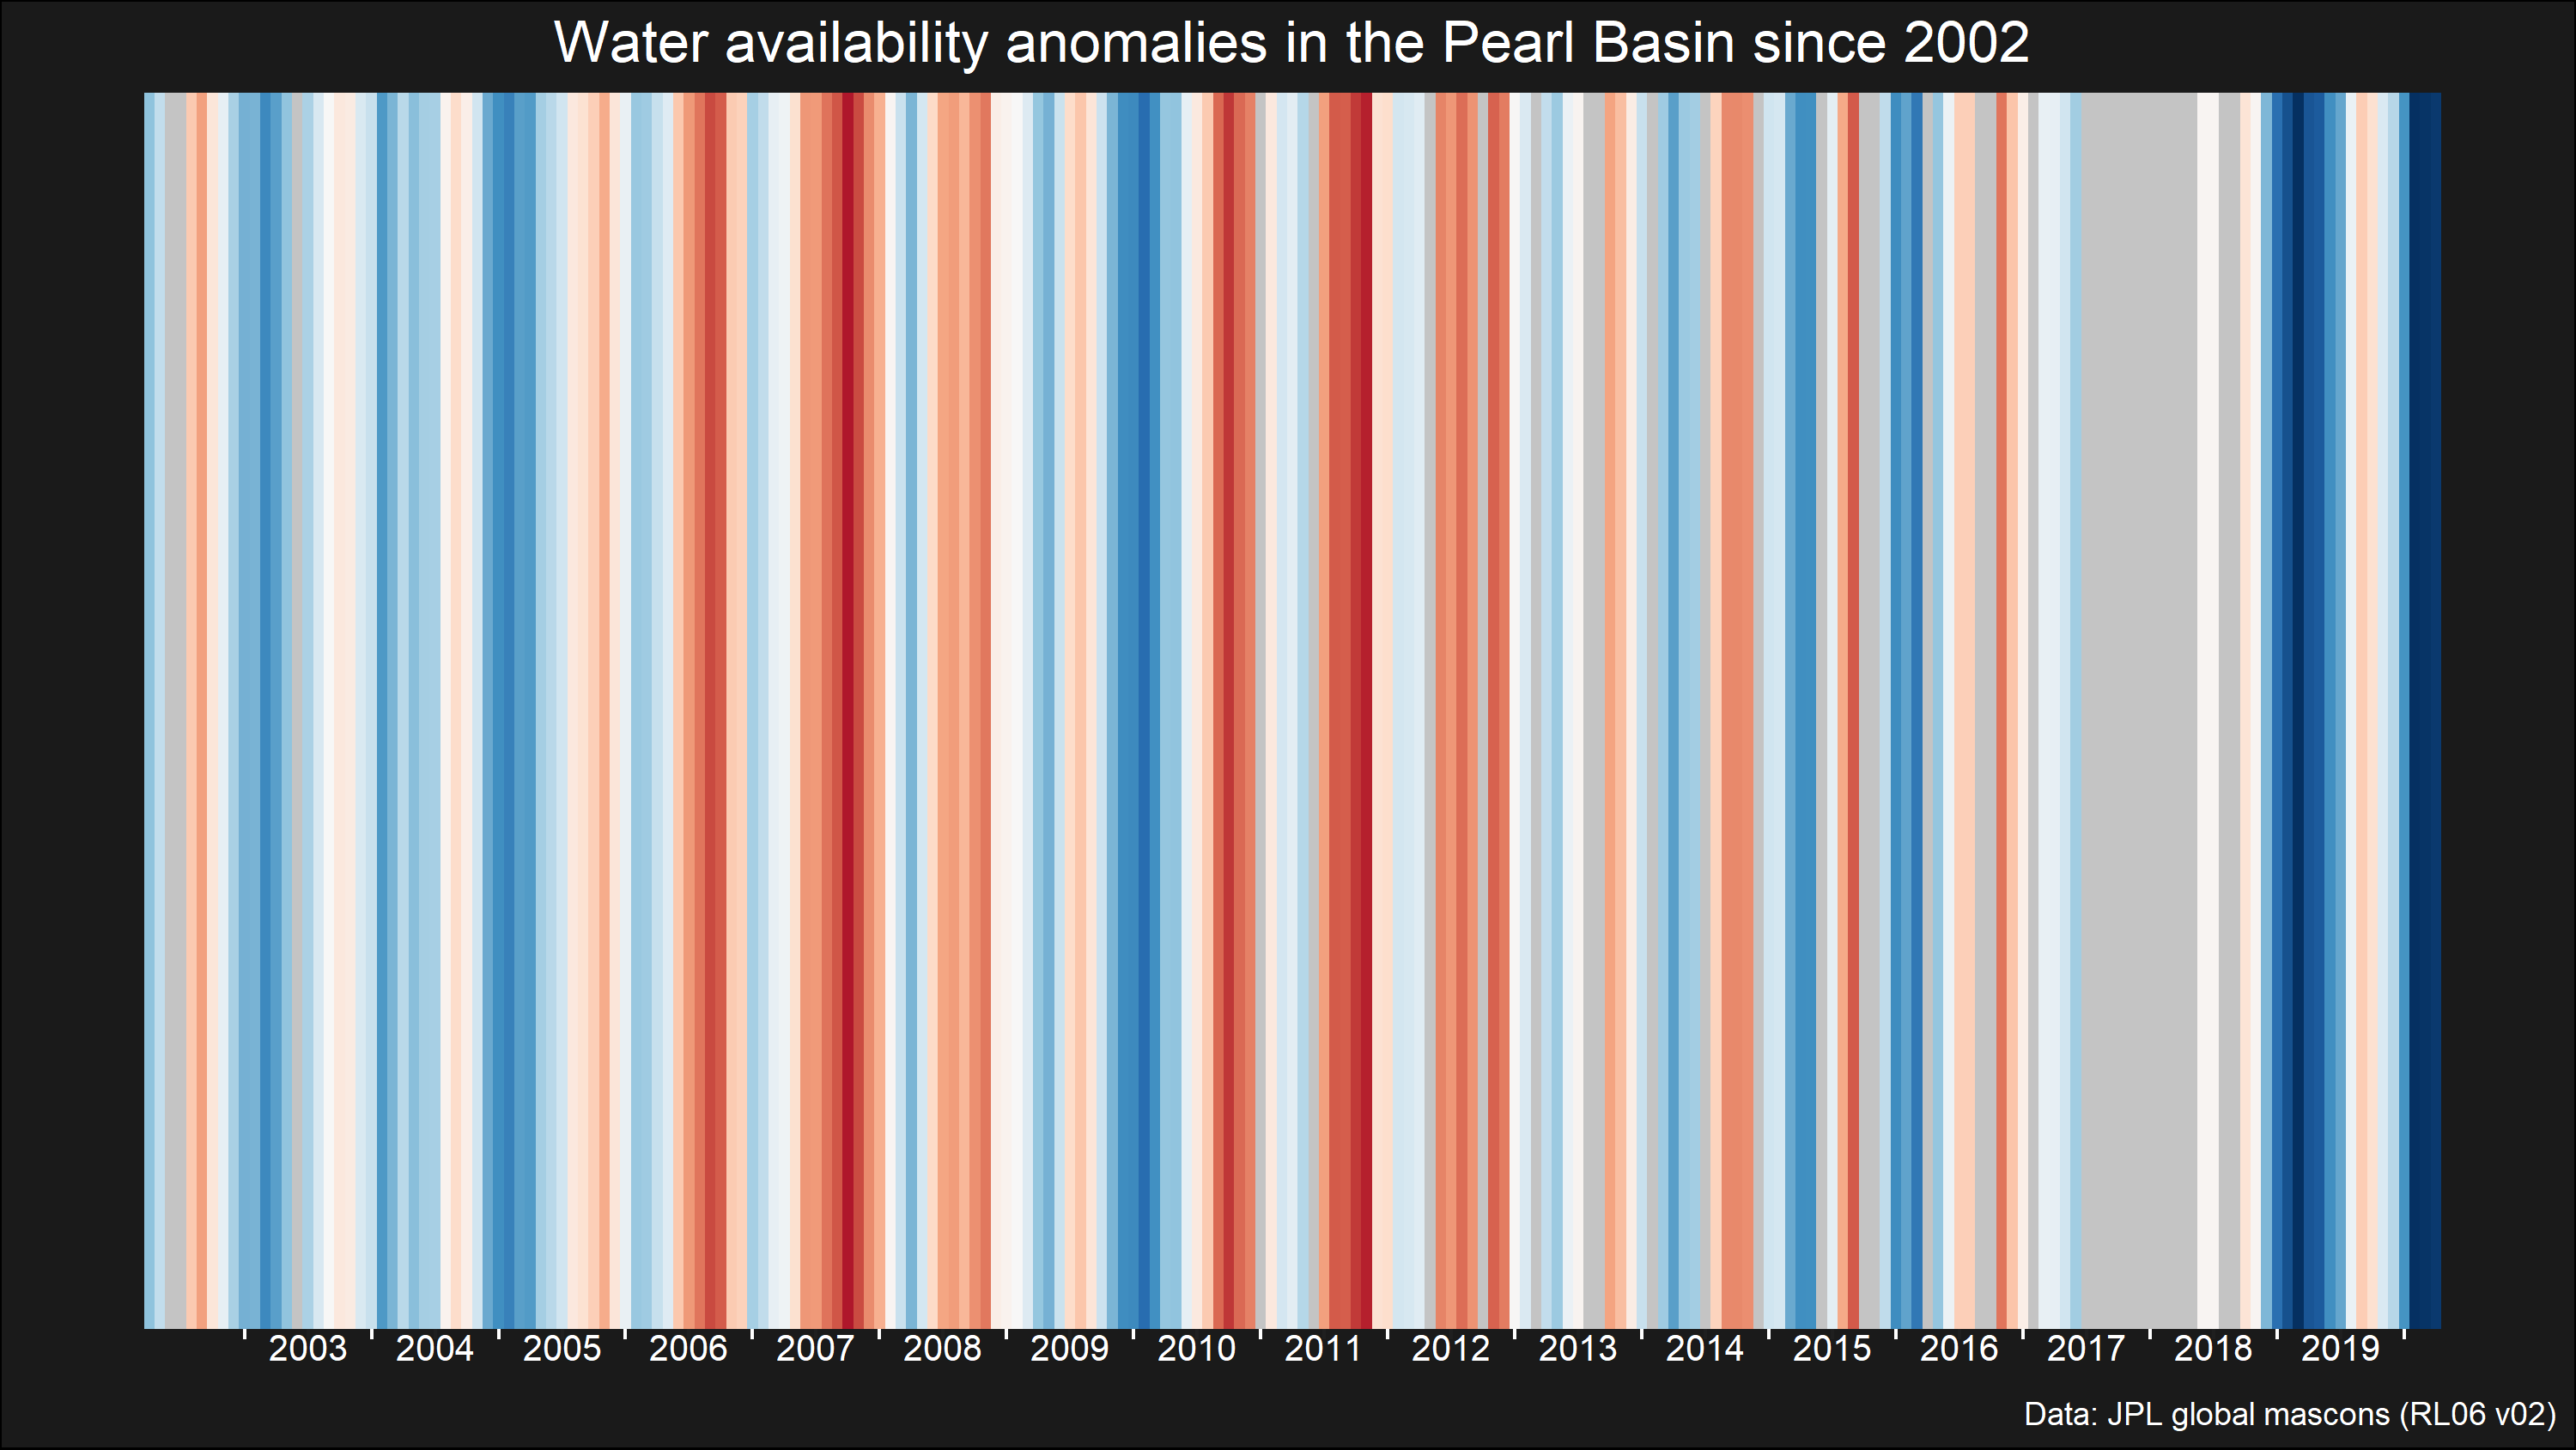 Water availability anomalies in the Pearl Basin since 2002
2003 2004 2005 2006 2007 2008 2009 2010 2011 2012 2013 2014 2015 2016 2017 2018 2019
Data: JPL global mascons (RL06 v02)